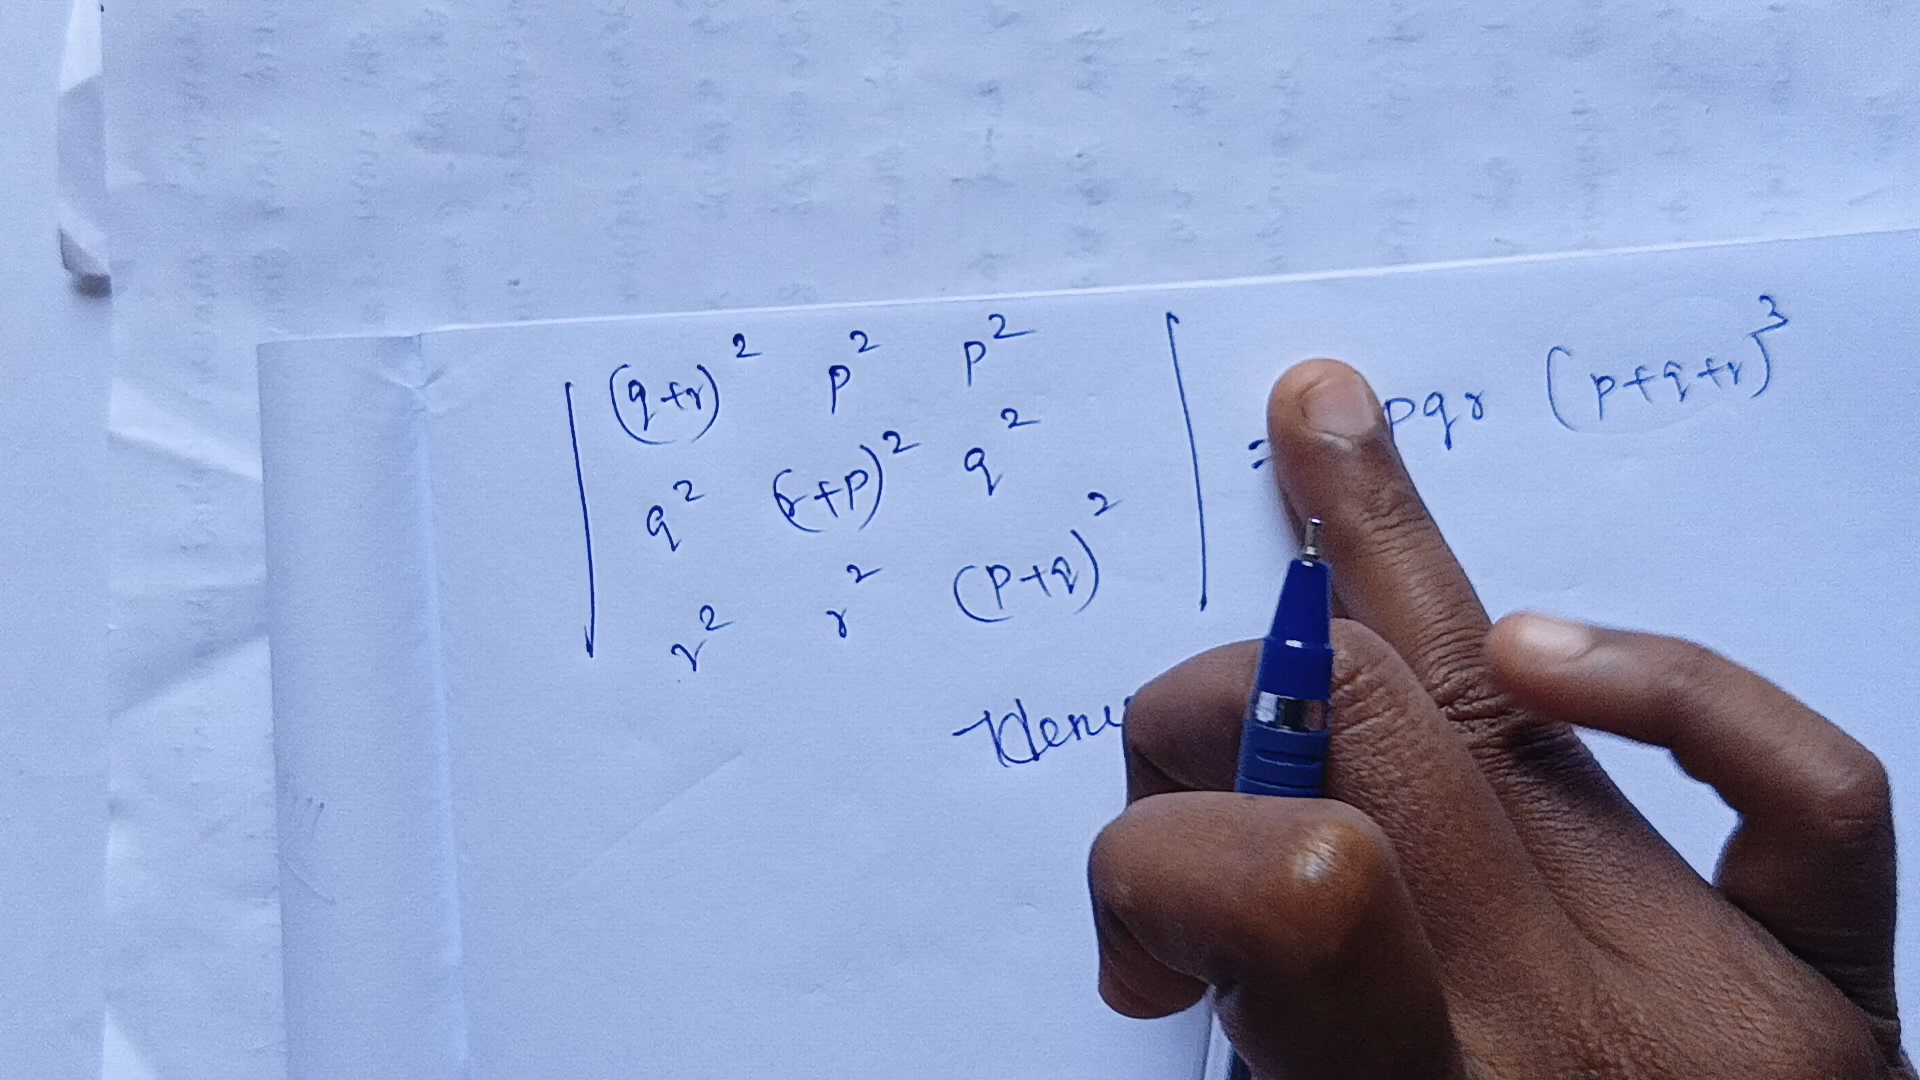 | (q+r)² p² p² | = pqr (p+q+r)³
| q² (r+p)² q² |
| r² r² (p+q)² |